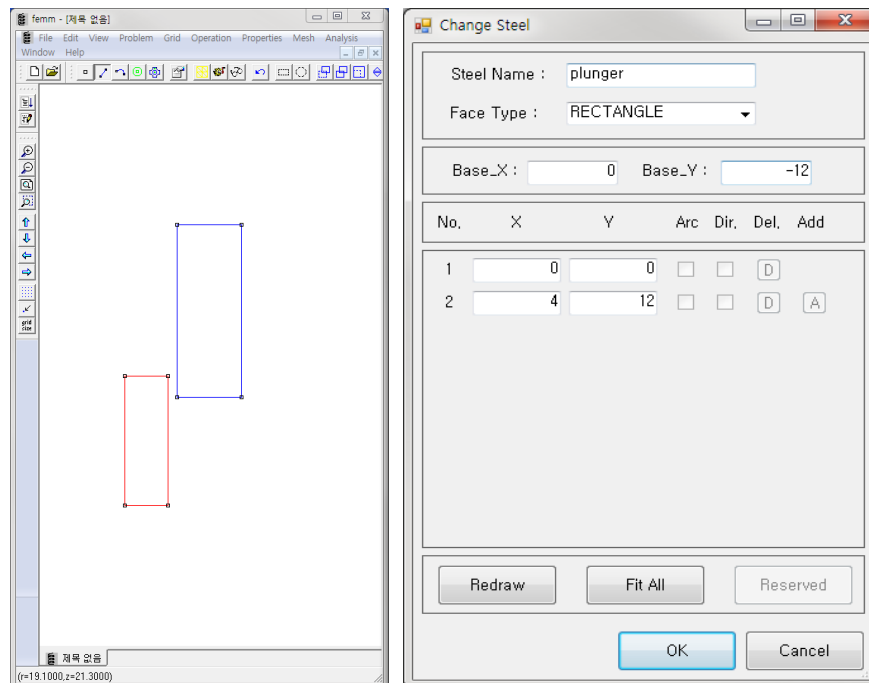 femm - [제목 없음]
File Edit View Problem Grid Operation Properties Mesh Analysis
Window Help
grid
size
제목 없음
(r=19.1000,z=21.3000)
Change Steel
Steel Name : plunger
Face Type : RECTANGLE
Base_X : 0 Base_Y : -12
No, X Y Arc Dir, Del, Add
1 0 0 D
2 4 12 D A
Redraw Fit All Reserved
OK Cancel